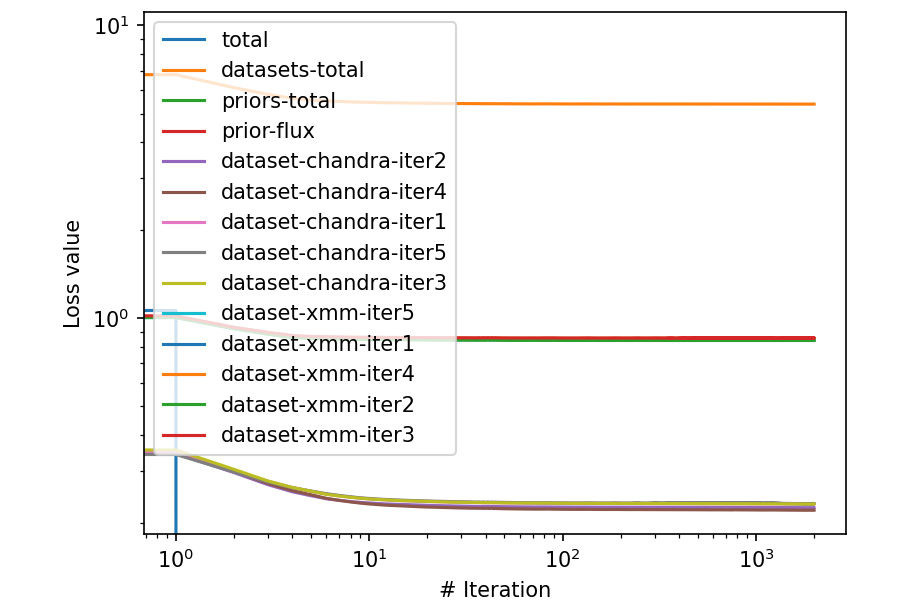 10¹
total
datasets-total
priors-total
prior-flux
dataset-chandra-iter2
dataset-chandra-iter4
dataset-chandra-iter1
dataset-chandra-iter5
dataset-chandra-iter3
dataset-xmm-iter5
dataset-xmm-iter1
dataset-xmm-iter4
dataset-xmm-iter2
dataset-xmm-iter3
Loss value
10⁰
10⁰ 10¹ 10² 10³
# Iteration